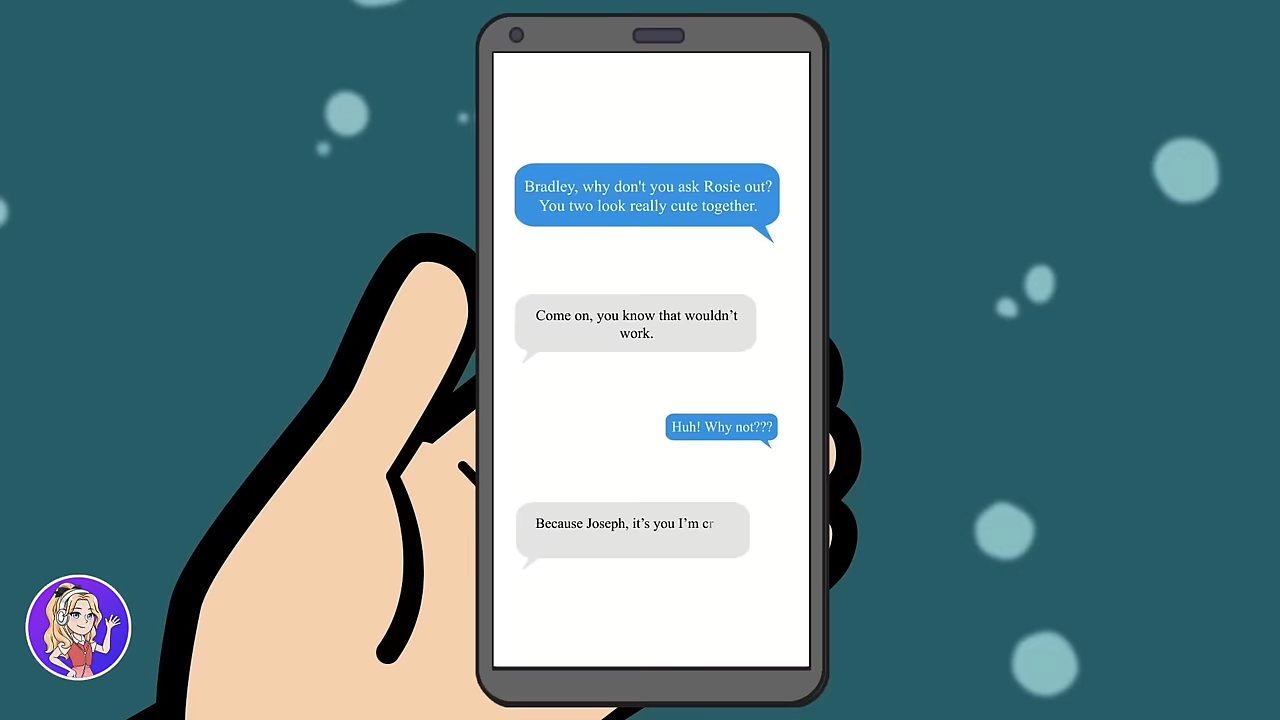 Bradley, why don't you ask Rosie out?
You two look really cute together.
Come on, you know that wouldn’t
work.
Huh! Why not???
Because Joseph, it’s you I’m cr